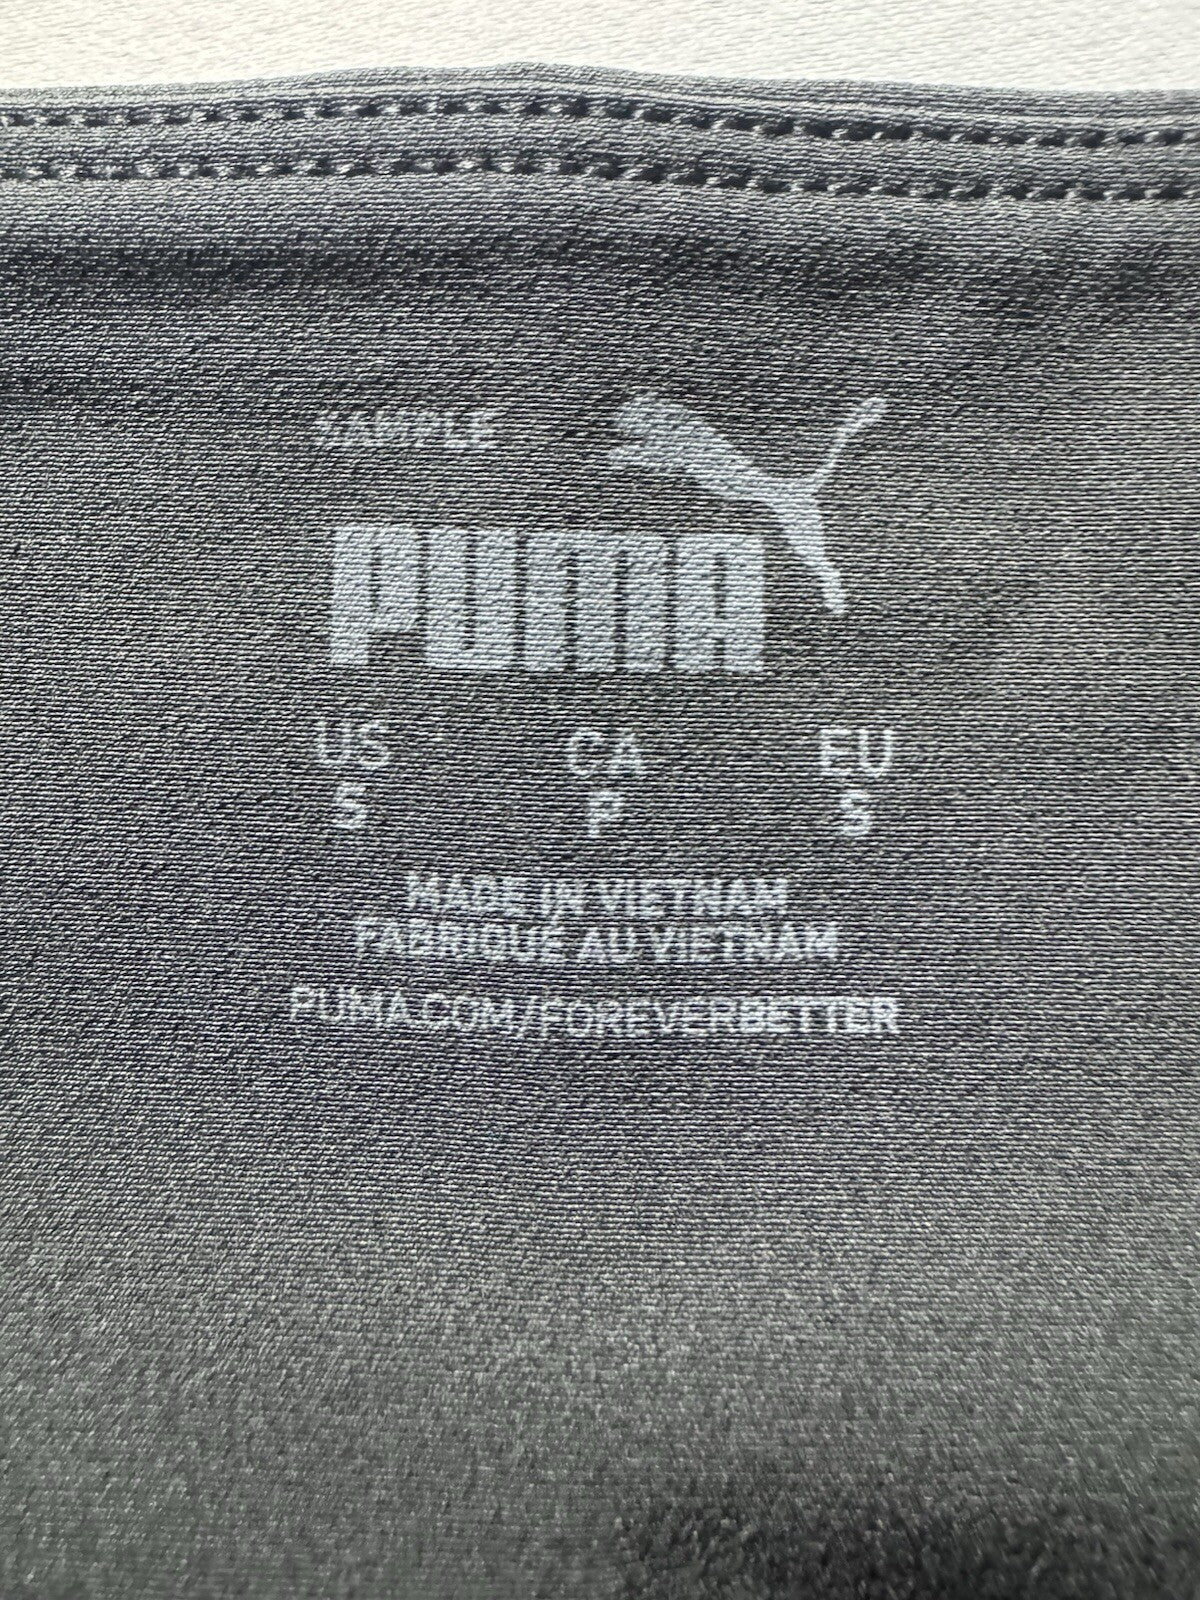 SAMPLE
PUMA
US CA EU
S P S
MADE IN VIETNAM
FABRIQUÉ AU VIETNAM
PUMA.COM/FOREVERBETTER